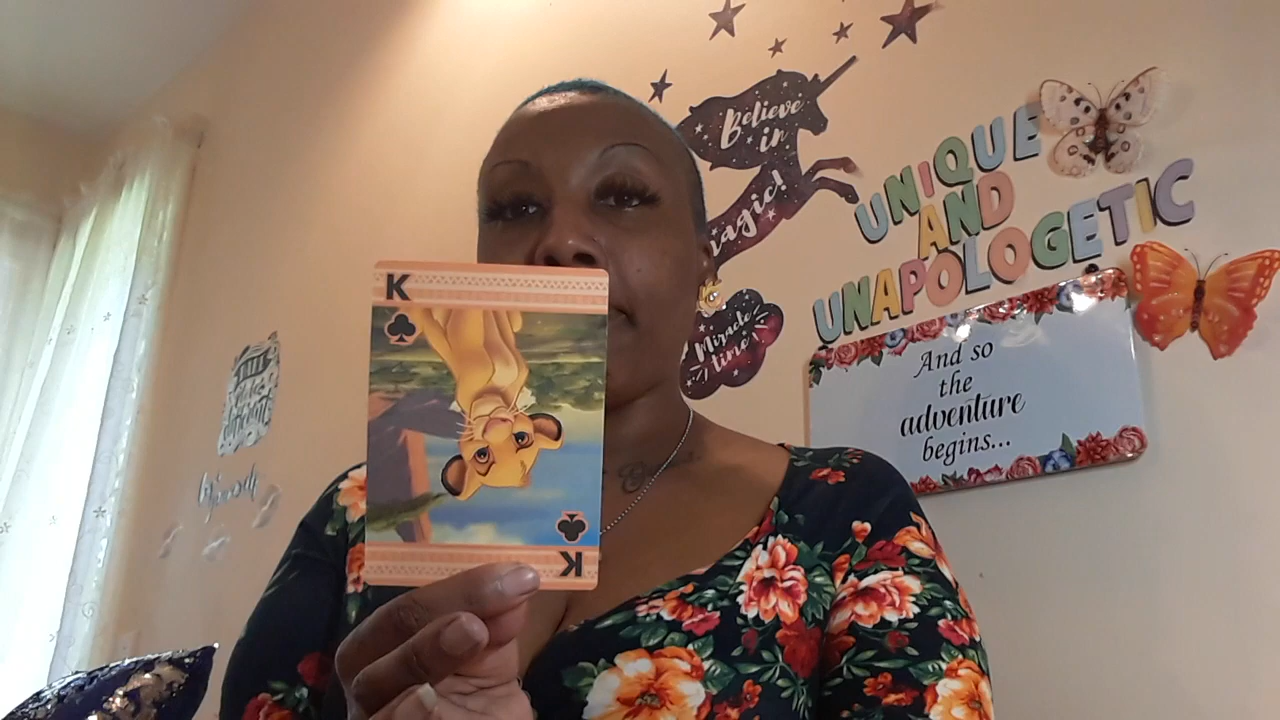 Believe
in
magic!
UNIQUE
AND
UNAPOLOGETIC
Miracle
time
And so
the
adventure
begins...
K
K